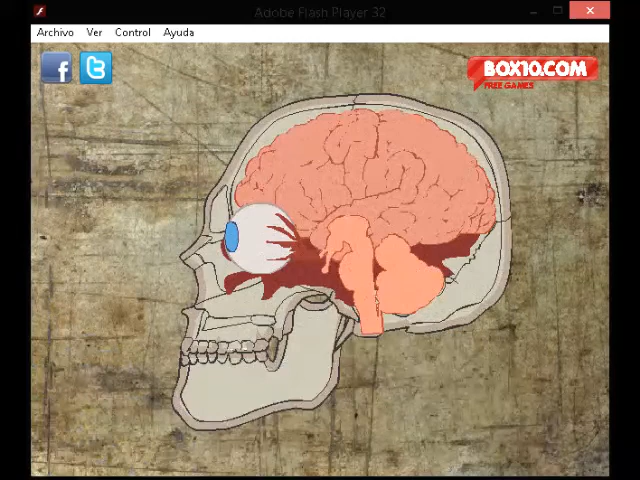 Adobe Flash Player 32
Archivo Ver Control Ayuda
BOX10.COM
FREE GAMES